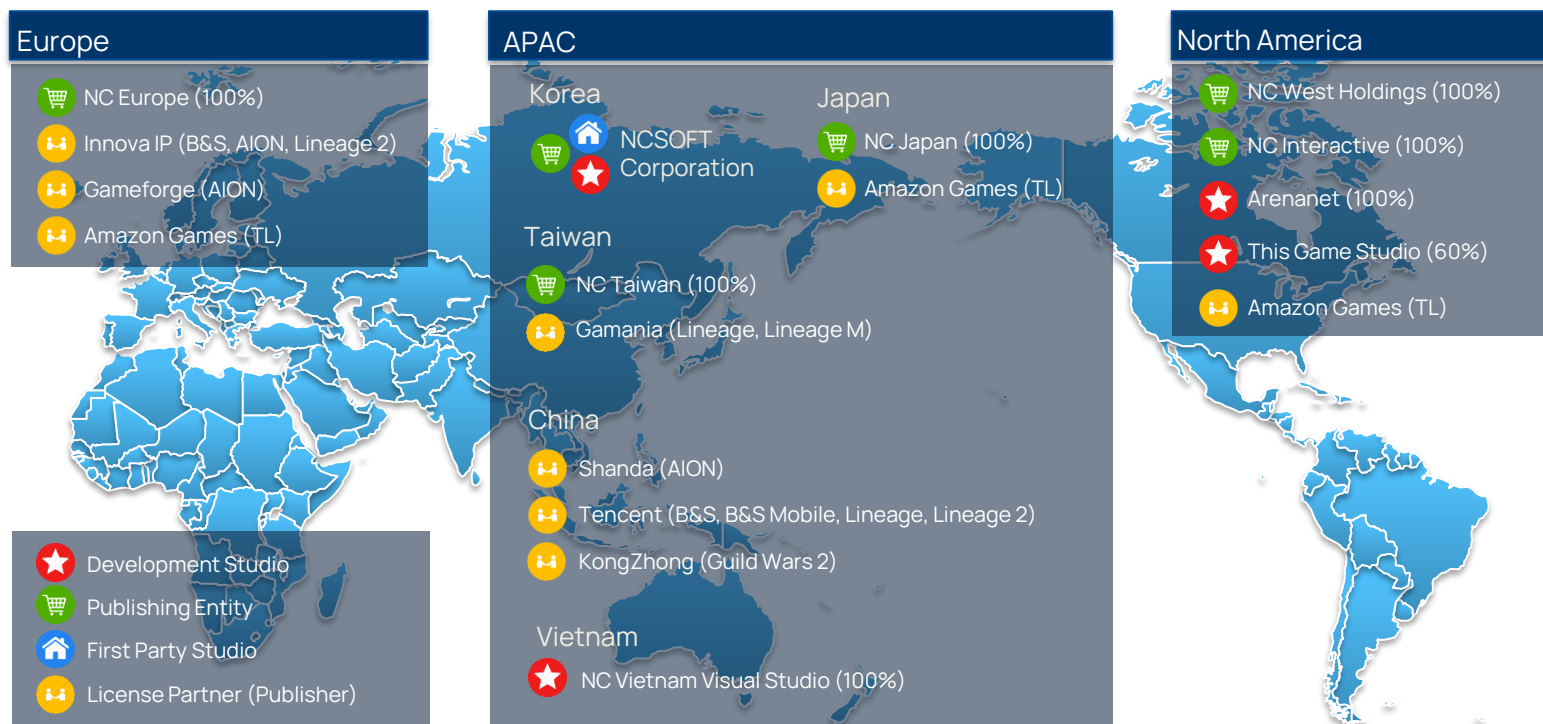 Europe
NC Europe (100%)
Innova IP (B&S, AION, Lineage 2)
Gameforge (AION)
Amazon Games (TL)
APAC
Korea
NCSOFT
Corporation
Japan
NC Japan (100%)
Amazon Games (TL)
Taiwan
NC Taiwan (100%)
Gamania (Lineage, Lineage M)
China
Shanda (AION)
Tencent (B&S, B&S Mobile, Lineage, Lineage 2)
KongZhong (Guild Wars 2)
Vietnam
NC Vietnam Visual Studio (100%)
North America
NC West Holdings (100%)
NC Interactive (100%)
Arenanet (100%)
This Game Studio (60%)
Amazon Games (TL)
Development Studio
Publishing Entity
First Party Studio
License Partner (Publisher)